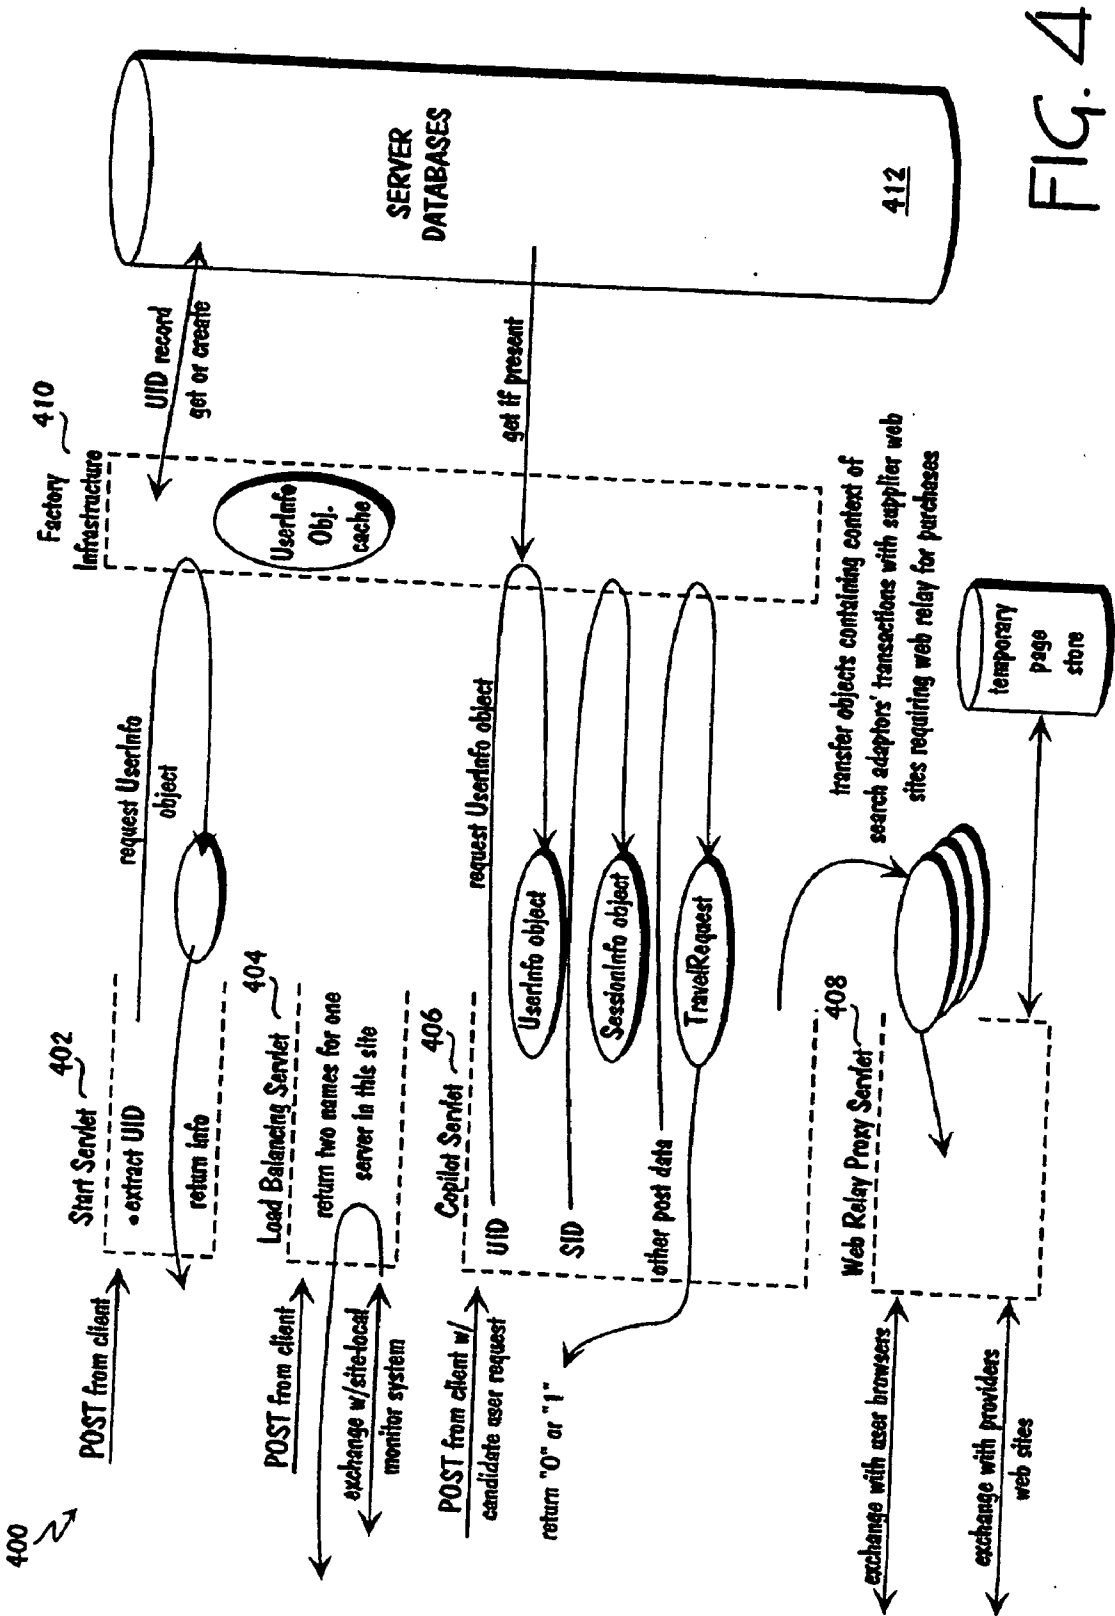 400
POST from client
Start Servlet
402
• extract UID
return info
request UserInfo
object
Factory
Infrastructure
410
UserInfo
Obj.
cache
UID record
get or create
SERVER
DATABASES
412
POST from client
exchange w/site-local
monitor system
Load Balancing Servlet
404
return two names for one
server in this site
POST from client w/
candidate user request
return "0" or "1"
Copilot Servlet
406
UID
SID
other post data
request UserInfo object
UserInfo object
SessionInfo object
TravelRequest
get if present
transfer objects containing context of
search adaptors' transactions with supplier web
sites requiring web relay for purchases
Web Relay Proxy Servlet
408
exchange with user browsers
exchange with providers
web sites
temporary
page
store
FIG. 4